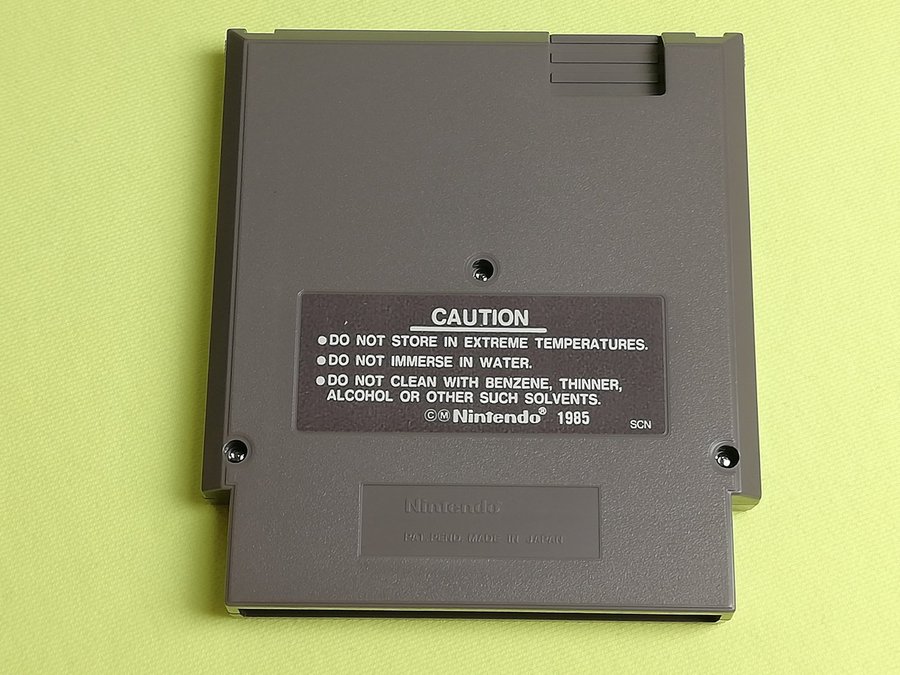 CAUTION
●DO NOT STORE IN EXTREME TEMPERATURES.
●DO NOT IMMERSE IN WATER.
●DO NOT CLEAN WITH BENZENE, THINNER,
ALCOHOL OR OTHER SUCH SOLVENTS.
ⒸⓂNintendo® 1985
SCN
Nintendo®
PAT. PEND. MADE IN JAPAN